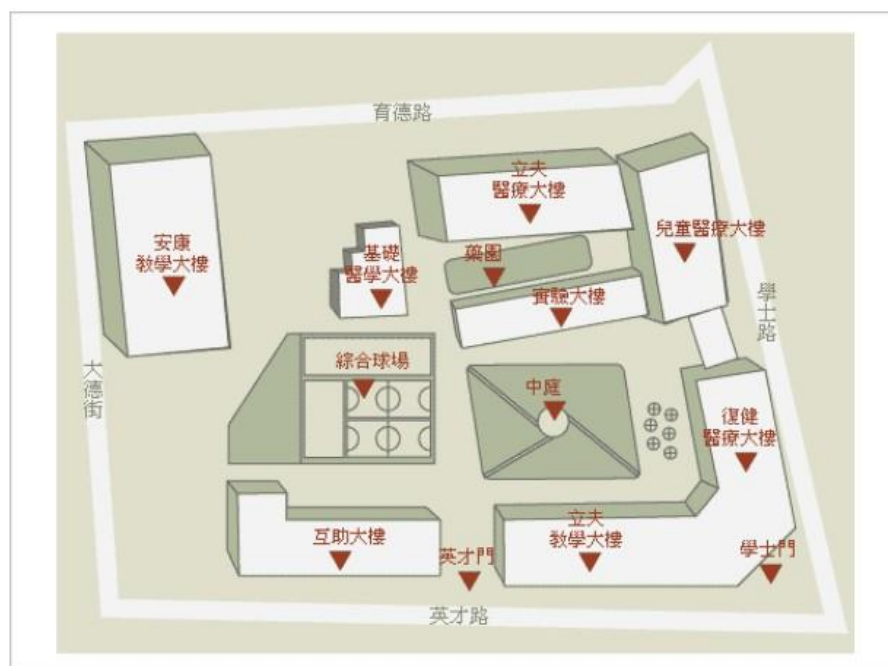 育德路
立夫
醫療大樓
兒童醫療大樓
安康
教學大樓
基礎
醫學大樓
藥園
實驗大樓
學士路
大德街
綜合球場
中庭
復健
醫療大樓
互助大樓
英才門
立夫
教學大樓
學士門
英才路